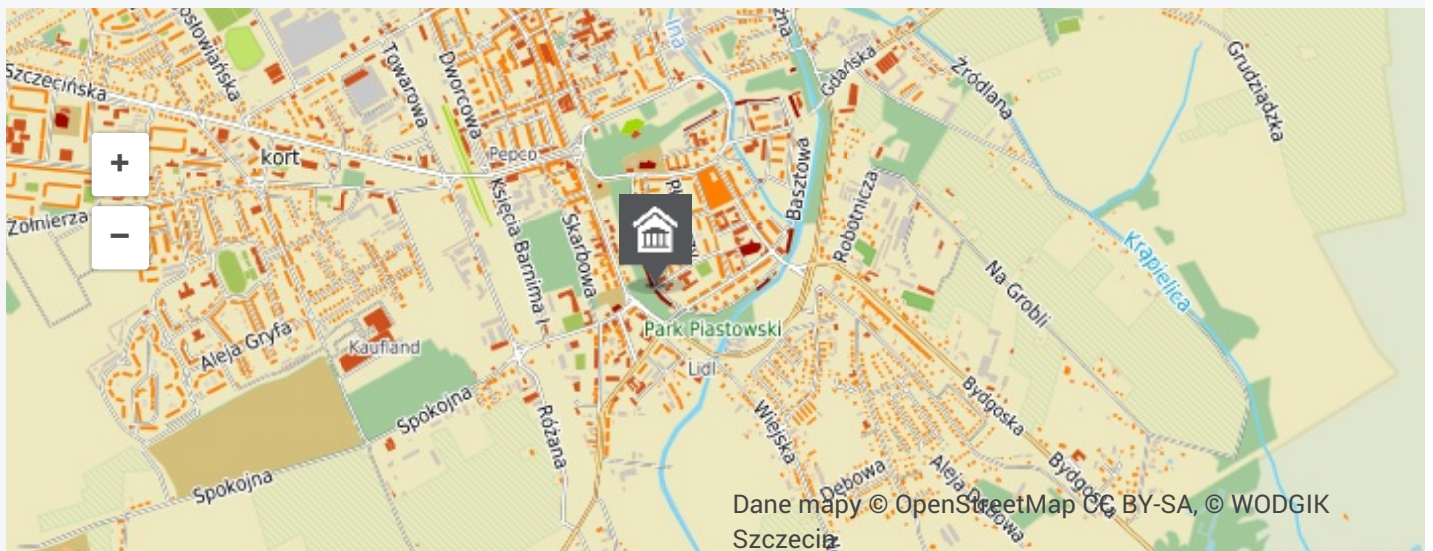 Szczecińska
Towarowa
Dworcowa
Ina
Gdańska
Źródlana
Grudziądzka
+
kort
Pepco
Żołnierza
−
Księcia Barnima I
Skarbowa
Basztowa
Robotnicza
Krąpielica
Na Grobli
Aleja Gryfa
Kaufland
Park Piastowski
Lidl
Spokojna
Różana
Wiejska
Bydgoska
Spokojna
Dębowa
Aleja Dębowa
Bydgoska
Dane mapy © OpenStreetMap CC BY-SA, © WODGIK
Szczecin